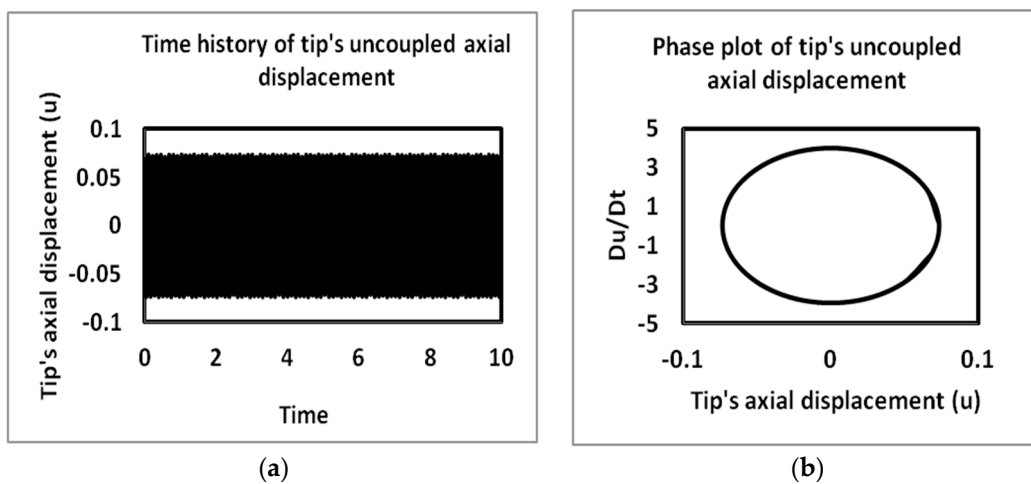 Time history of tip's uncoupled axial
displacement
Tip's axial displacement (u)
0.1
0.05
0
-0.05
-0.1
0
2
4
6
8
10
Time
(a)
Phase plot of tip's uncoupled
axial displacement
Du/Dt
5
3
1
-1
-3
-5
-0.1
0
0.1
Tip's axial displacement (u)
(b)